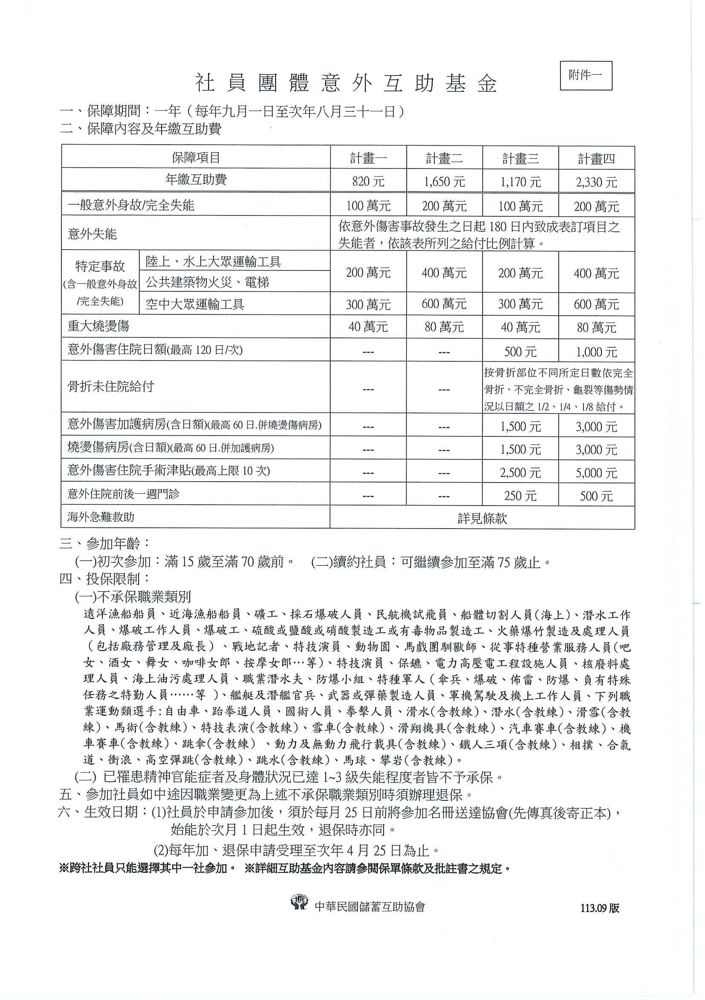 附件一
社員團體意外互助基金
一、保障期間：一年（每年九月一日至次年八月三十一日）
二、保障內容及年繳互助費
保障項目 計畫一 計畫二 計畫三 計畫四
年繳互助費 820 元 1,650 元 1,170 元 2,330 元
一般意外身故/完全失能 100 萬元 200 萬元 100 萬元 200 萬元
意外失能
依意外傷害事故發生之日起 180 日內致成表訂項目之
失能者，依該表所列之給付比例計算。
特定事故
(含一般意外身故
/完全失能)
陸上、水上大眾運輸工具
公共建築物火災、電梯
200 萬元 400 萬元 200 萬元 400 萬元
空中大眾運輸工具 300 萬元 600 萬元 300 萬元 600 萬元
重大燒燙傷 40 萬元 80 萬元 40 萬元 80 萬元
意外傷害住院日額(最高 120 日/次) --- --- 500 元 1,000 元
骨折未住院給付 --- ---
按骨折部位不同所定日數依完全
骨折、不完全骨折、龜裂等傷勢情
況以日額之 1/2、1/4、1/8 給付。
意外傷害加護病房(含日額)(最高 60 日.併燒燙傷病房) --- --- 1,500 元 3,000 元
燒燙傷病房(含日額)(最高 60 日.併加護病房) --- --- 1,500 元 3,000 元
意外傷害住院手術津貼(最高上限 10 次) --- --- 2,500 元 5,000 元
意外住院前後一週門診 --- --- 250 元 500 元
海外急難救助 詳見條款
三、參加年齡：
(一)初次參加：滿 15 歲至滿 70 歲前。 (二)續約社員：可繼續參加至滿 75 歲止。
四、投保限制：
(一)不承保職業類別
遠洋漁船船員、近海漁船船員、礦工、採石爆破人員、民航機試飛員、船體切割人員(海上)、潛水工作
人員、爆破工作人員、爆破工、硫酸或鹽酸或硝酸製造工或有毒物品製造工、火藥爆竹製造及處理人員
（包括廠務管理及廠長）、戰地記者、特技演員、動物園、馬戲團馴獸師、從事特種營業服務人員(吧
女、酒女、舞女、咖啡女郎、按摩女郎…等)、特技演員、保鑣、電力高壓電工程設施人員、核廢料處
理人員、海上油污處理人員、職業潛水夫、防爆小組、特種軍人（傘兵、爆破、佈雷、防爆、負有特殊
任務之特勤人員……等 )、艦艇及潛艦官兵、武器或彈藥製造人員、軍機駕駛及機上工作人員、下列職
業運動類選手:自由車、跆拳道人員、國術人員、拳擊人員、滑水(含教練)、潛水(含教練)、滑雪(含教
練)、馬術(含教練)、特技表演(含教練)、雪車(含教練)、滑翔機具(含教練)、汽車賽車(含教練)、機
車賽車(含教練)、跳傘(含教練) 、動力及無動力飛行載具(含教練)、鐵人三項(含教練)、相撲、合氣
道、衝浪、高空彈跳(含教練)、跳水(含教練)、馬球、攀岩(含教練)。
(二) 已罹患精神官能症者及身體狀況已達 1~3 級失能程度者皆不予承保。
五、參加社員如中途因職業變更為上述不承保職業類別時須辦理退保。
六、生效日期：(1)社員於申請參加後，須於每月 25 日前將參加名冊送達協會(先傳真後寄正本)，
始能於次月 1 日起生效，退保時亦同。
(2)每年加、退保申請受理至次年 4 月 25 日為止。
※跨社社員只能選擇其中一社參加。 ※詳細互助基金內容請參閱保單條款及批註書之規定。
中華民國儲蓄互助協會
113.09 版